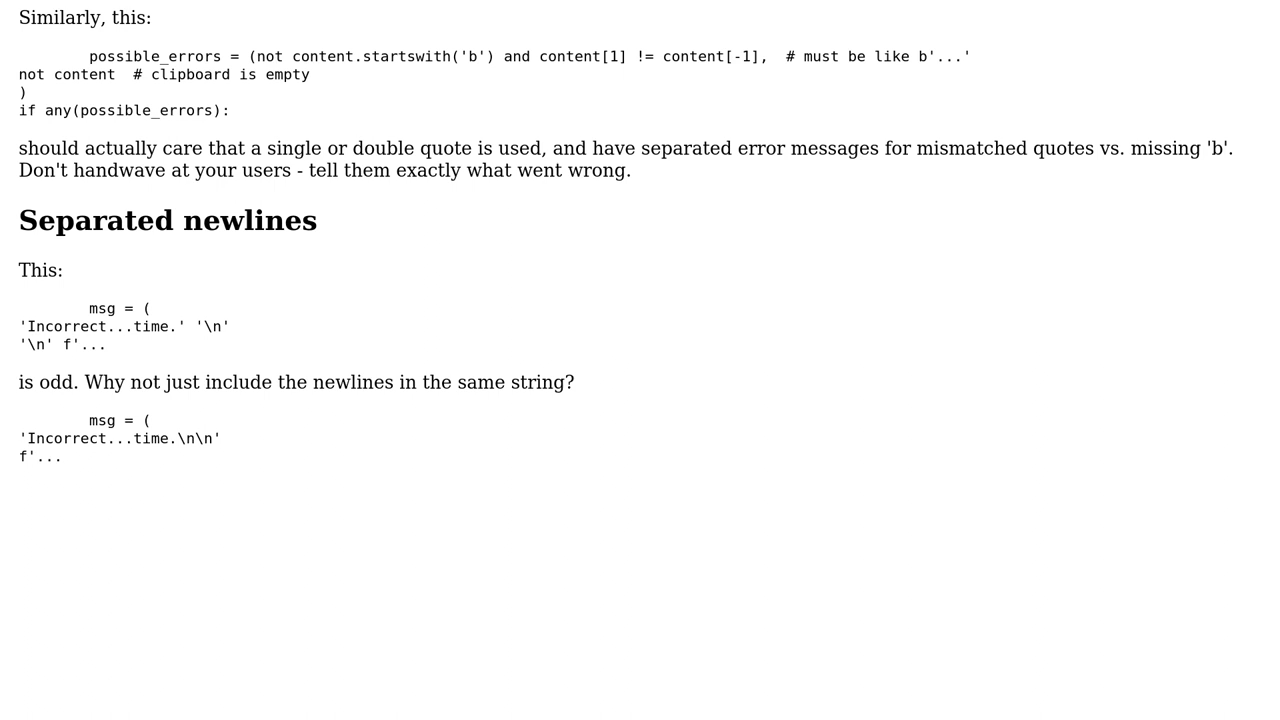 Similarly, this:
        possible_errors = (not content.startswith('b') and content[1] != content[-1],  # must be like b'...'
not content  # clipboard is empty
)
if any(possible_errors):
should actually care that a single or double quote is used, and have separated error messages for mismatched quotes vs. missing 'b'.
Don't handwave at your users - tell them exactly what went wrong.
Separated newlines
This:
        msg = (
'Incorrect...time.' '\n'
'\n' f'...
is odd. Why not just include the newlines in the same string?
        msg = (
'Incorrect...time.\n\n'
f'...